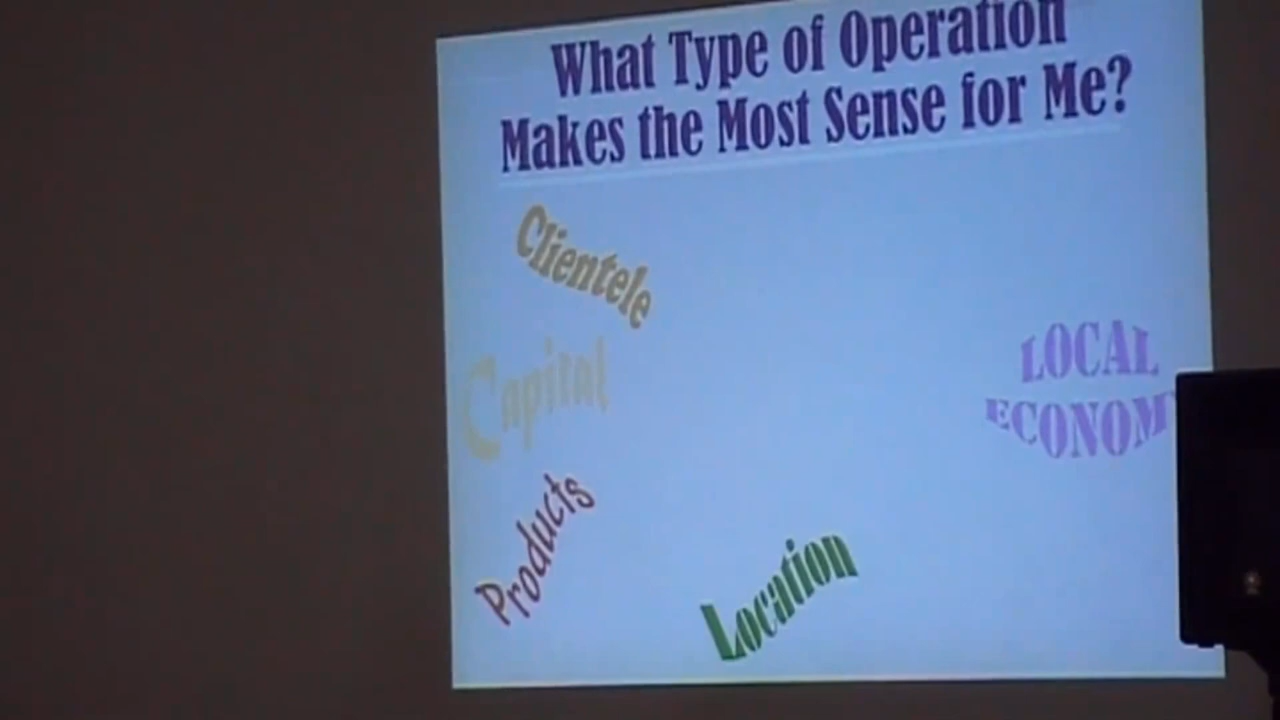 What Type of Operation
Makes the Most Sense for Me?
Clientele
Capital
LOCAL
ECONOM
Products
Location